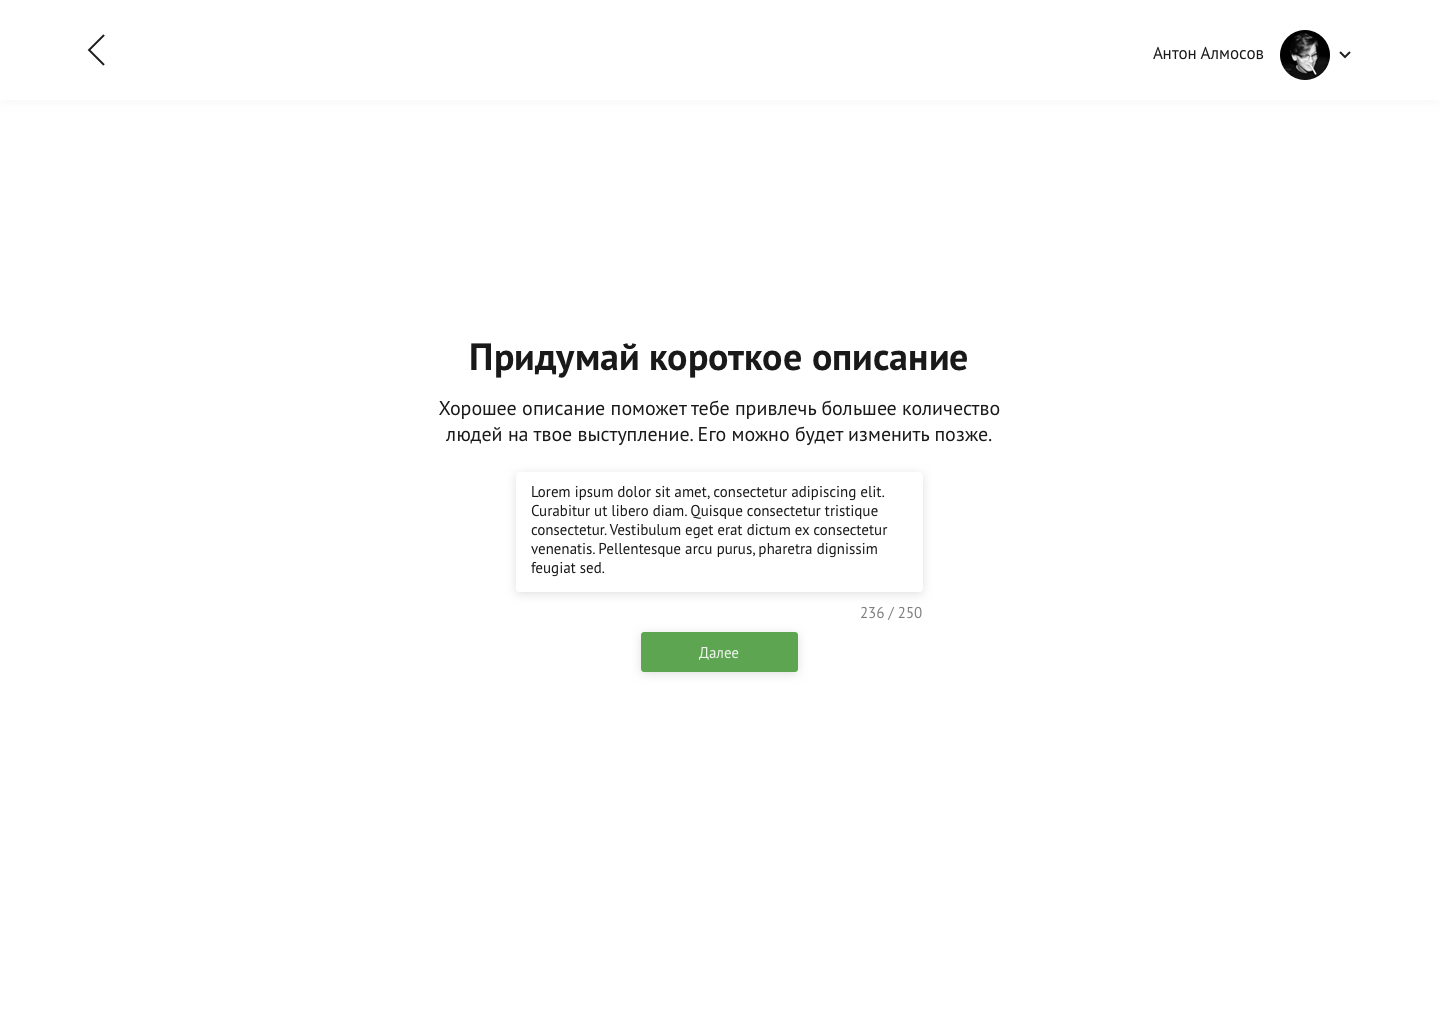 Антон Алмосов
Придумай короткое описание
Хорошее описание поможет тебе привлечь большее количество
людей на твое выступление. Его можно будет изменить позже.
Lorem ipsum dolor sit amet, consectetur adipiscing elit.
Curabitur ut libero diam. Quisque consectetur tristique
consectetur. Vestibulum eget erat dictum ex consectetur
venenatis. Pellentesque arcu purus, pharetra dignissim
feugiat sed.
236 / 250
Далее